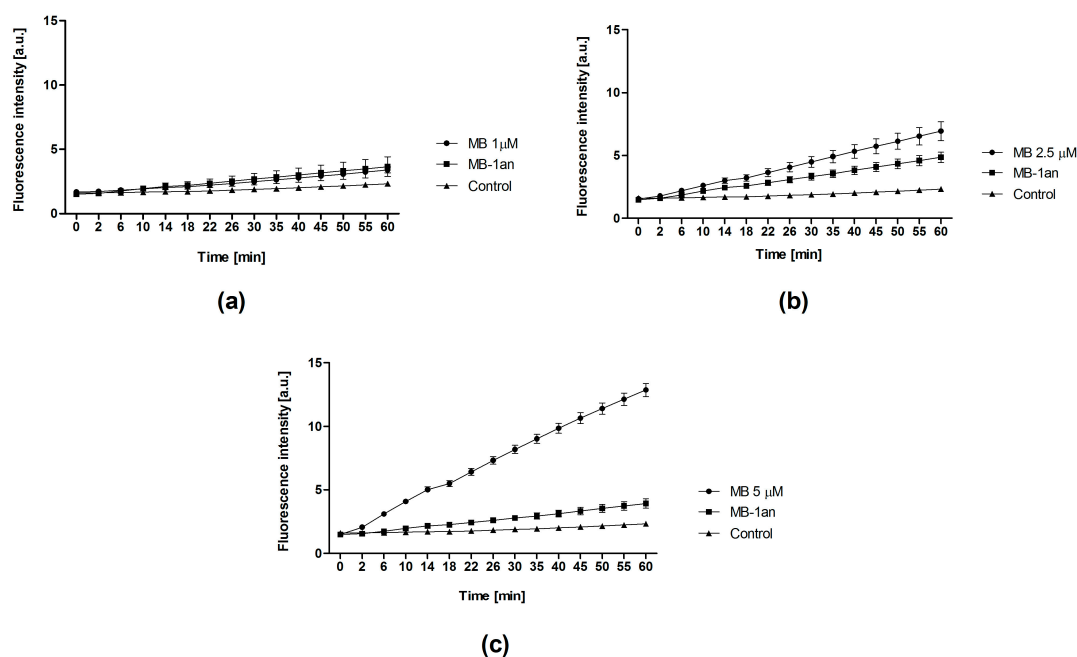 Fluorescence intensity [a.u.]
15
10
5
0
0 2 6 10 14 18 22 26 30 35 40 45 50 55 60
Time [min]
MB 1μM
MB-1an
Control
(a)
Fluorescence intensity [a.u.]
15
10
5
0
0 2 6 10 14 18 22 26 30 35 40 45 50 55 60
Time [min]
MB 2.5 μM
MB-1an
Control
(b)
Fluorescence intensity [a.u.]
15
10
5
0
0 2 6 10 14 18 22 26 30 35 40 45 50 55 60
Time [min]
MB 5 μM
MB-1an
Control
(c)